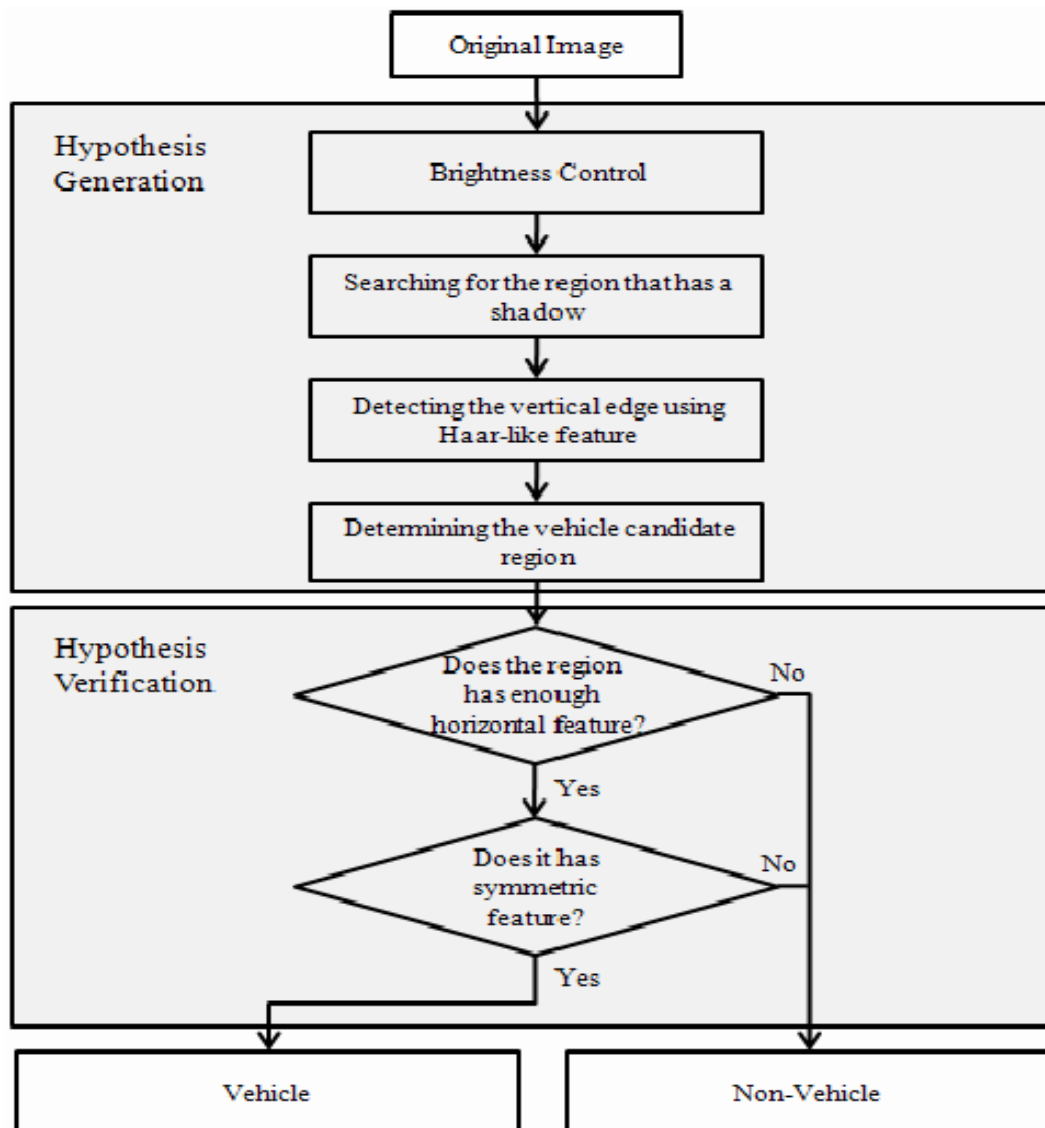 Original Image
Hypothesis
Generation
Brightness Control
Searching for the region that has a
shadow
Detecting the vertical edge using
Haar-like feature
Determining the vehicle candidate
region
Hypothesis
Verification
Does the region
has enough
horizontal feature?
No
Yes
Does it has
symmetric
feature?
No
Yes
Vehicle
Non-Vehicle